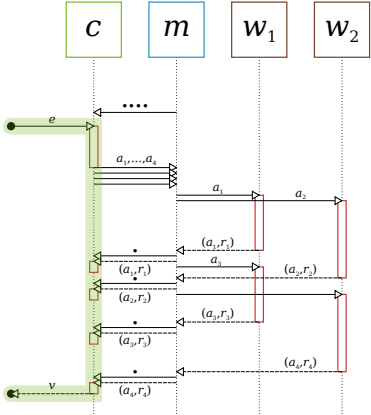 c m w₁ w₂
••••
e
a₁,...,a₄
a₁
a₂
•
(a₁,r₁)
(a₁,r₁)
a₃
•
(a₂,r₂)
(a₂,r₂)
•
(a₃,r₃)
(a₃,r₃)
•
(a₄,r₄)
v
(a₄,r₄)